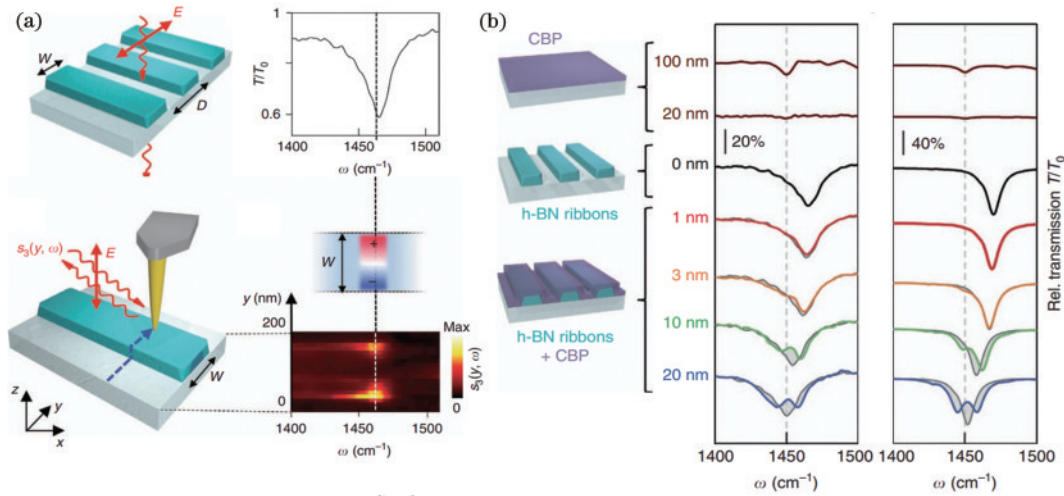 (a)
E
W
D
T/T₀
1
0.6
1400 1450 1500
ω (cm⁻¹)
s₃(y, ω)
E
W
z
y
x
W
+
−
y (nm)
200
0
Max
0
s₃(y, ω)
1400 1450 1500
ω (cm⁻¹)
(b)
CBP
h-BN ribbons
h-BN ribbons
+ CBP
100 nm
20 nm
0 nm
1 nm
3 nm
10 nm
20 nm
20%
40%
Rel. transmission T/T₀
1400 1450 1500
ω (cm⁻¹)
1400 1450 1500
ω (cm⁻¹)